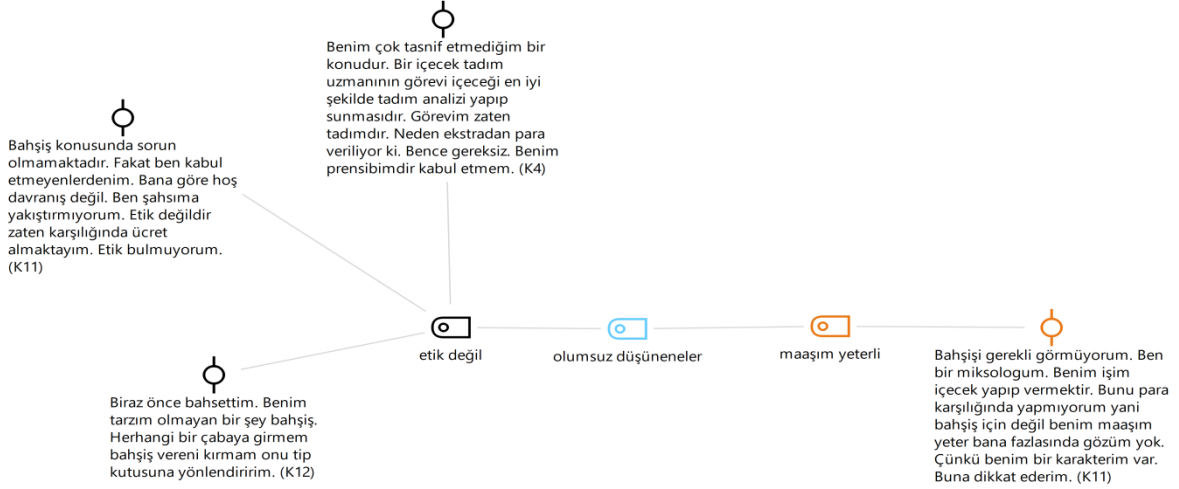 Benim çok tasnif etmediğim bir
konudur. Bir içecek tadım
uzmanının görevi içeceği en iyi
şekilde tadım analizi yapıp
sunmasıdır. Görevim zaten
tadımdır. Neden ekstradan para
veriliyor ki. Bence gereksiz. Benim
prensibimdir kabul etmem. (K4)
Bahşiş konusunda sorun
olmamaktadır. Fakat ben kabul
etmeyenlerdenim. Bana göre hoş
davranış değil. Ben şahsıma
yakıştırmıyorum. Etik değildir
zaten karşılığında ücret
almaktayım. Etik bulmuyorum.
(K11)
etik değil
olumsuz düşüneneler
maaşım yeterli
Biraz önce bahsettim. Benim
tarzım olmayan bir şey bahşiş.
Herhangi bir çabaya girmem
bahşiş vereni kırmam onu tip
kutusuna yönlendiririm. (K12)
Bahşişi gerekli görmüyorum. Ben
bir miksologum. Benim işim
içecek yapıp vermektir. Bunu para
karşılığında yapmıyorum yani
bahşiş için değil benim maaşım
yeter bana fazlasında gözüm yok.
Çünkü benim bir karakterim var.
Buna dikkat ederim. (K11)